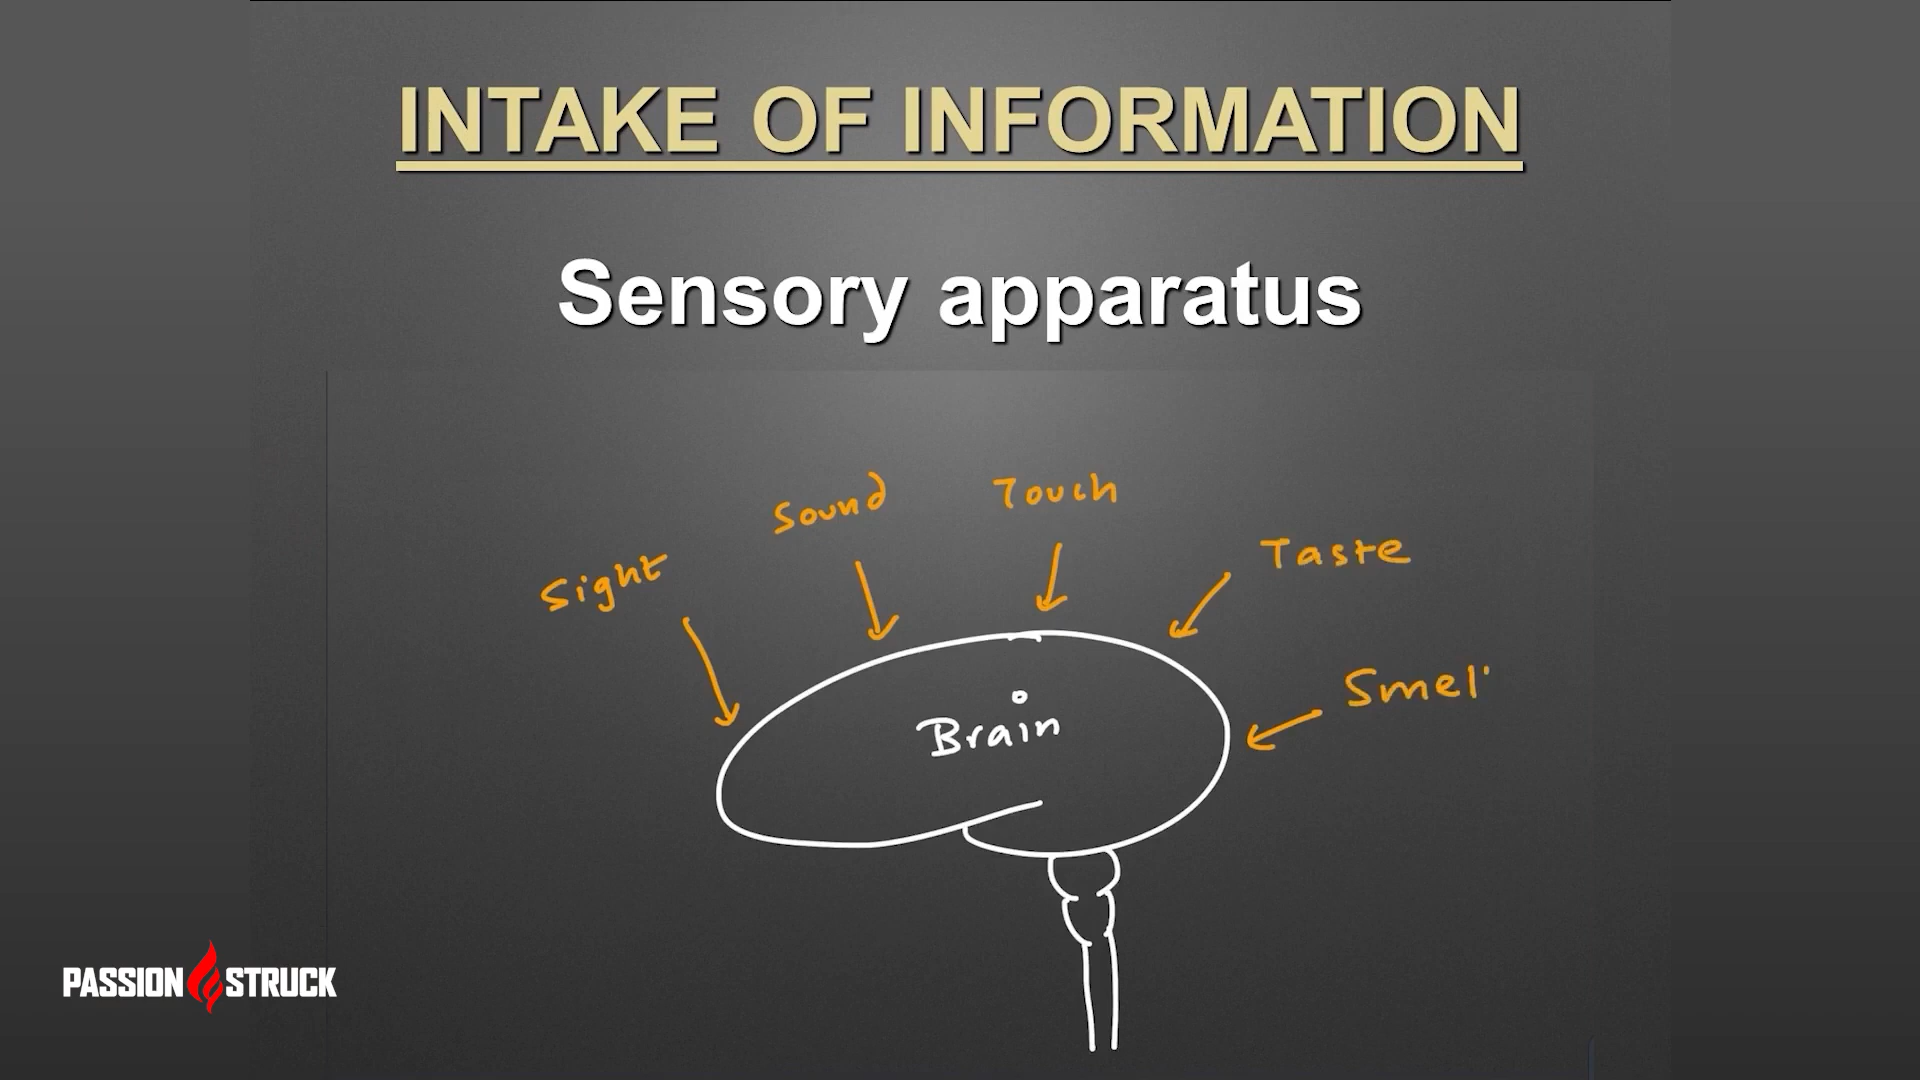 INTAKE OF INFORMATION
Sensory apparatus
Sound
Touch
Sight
Taste
Smel
Brain
PASSION STRUCK